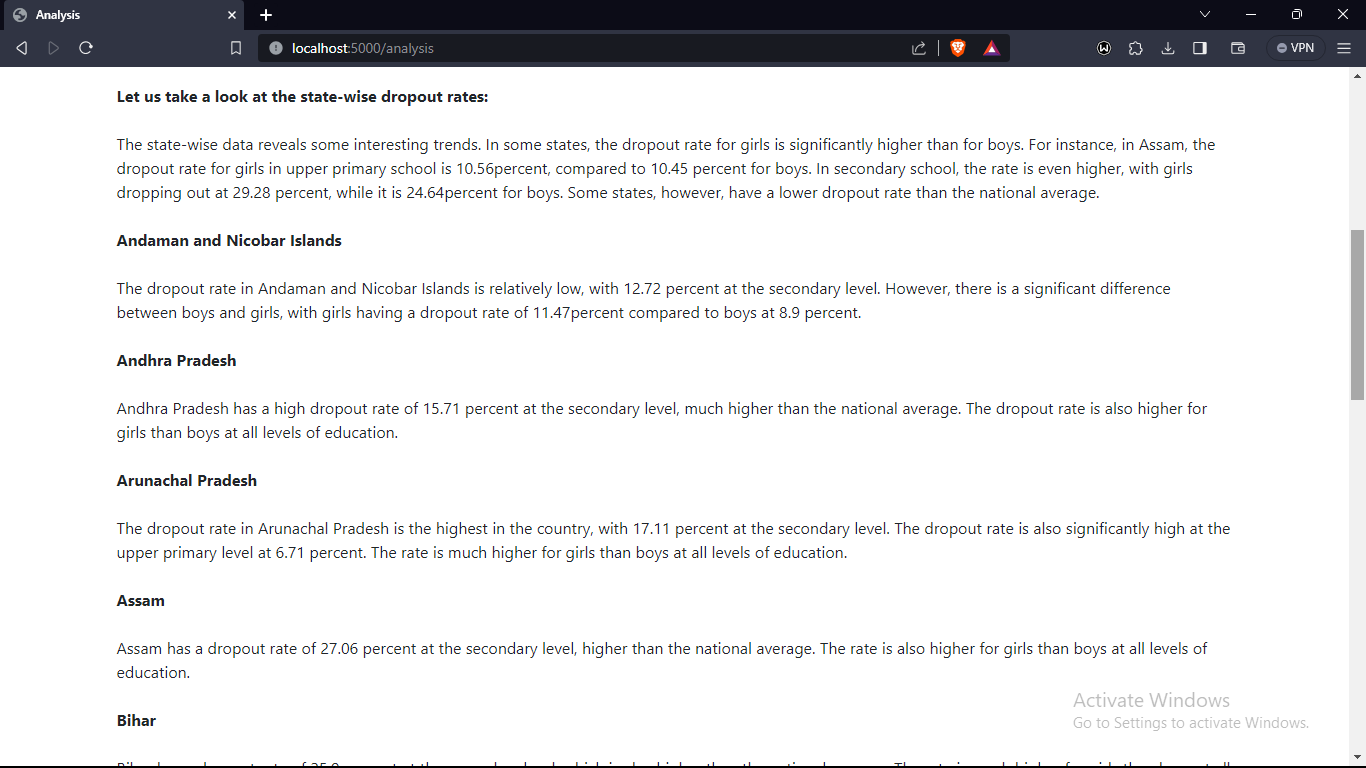 Analysis
localhost:5000/analysis
VPN
Let us take a look at the state-wise dropout rates:
The state-wise data reveals some interesting trends. In some states, the dropout rate for girls is significantly higher than for boys. For instance, in Assam, the
dropout rate for girls in upper primary school is 10.56percent, compared to 10.45 percent for boys. In secondary school, the rate is even higher, with girls
dropping out at 29.28 percent, while it is 24.64percent for boys. Some states, however, have a lower dropout rate than the national average.
Andaman and Nicobar Islands
The dropout rate in Andaman and Nicobar Islands is relatively low, with 12.72 percent at the secondary level. However, there is a significant difference
between boys and girls, with girls having a dropout rate of 11.47percent compared to boys at 8.9 percent.
Andhra Pradesh
Andhra Pradesh has a high dropout rate of 15.71 percent at the secondary level, much higher than the national average. The dropout rate is also higher for
girls than boys at all levels of education.
Arunachal Pradesh
The dropout rate in Arunachal Pradesh is the highest in the country, with 17.11 percent at the secondary level. The dropout rate is also significantly high at the
upper primary level at 6.71 percent. The rate is much higher for girls than boys at all levels of education.
Assam
Assam has a dropout rate of 27.06 percent at the secondary level, higher than the national average. The rate is also higher for girls than boys at all levels of
education.
Activate Windows
Go to Settings to activate Windows.
Bihar